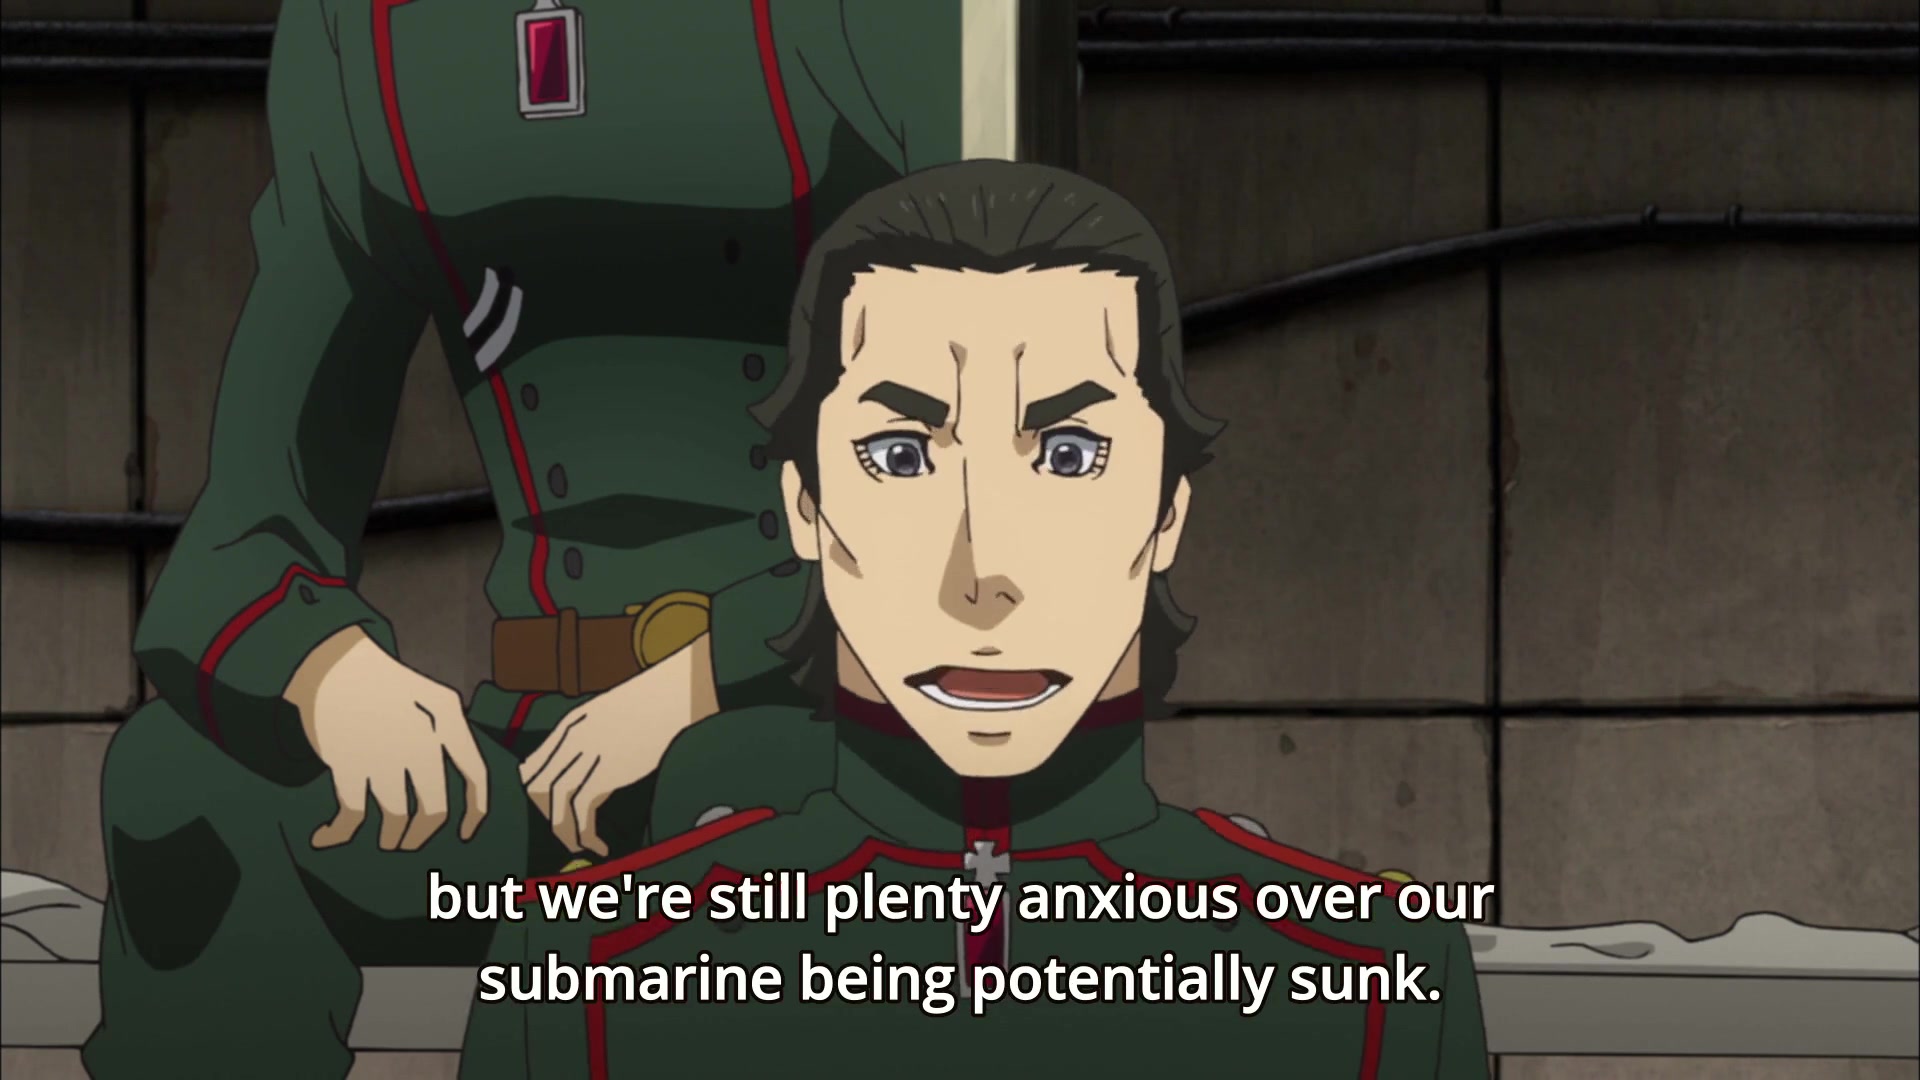 but we're still plenty anxious over our
submarine being potentially sunk.